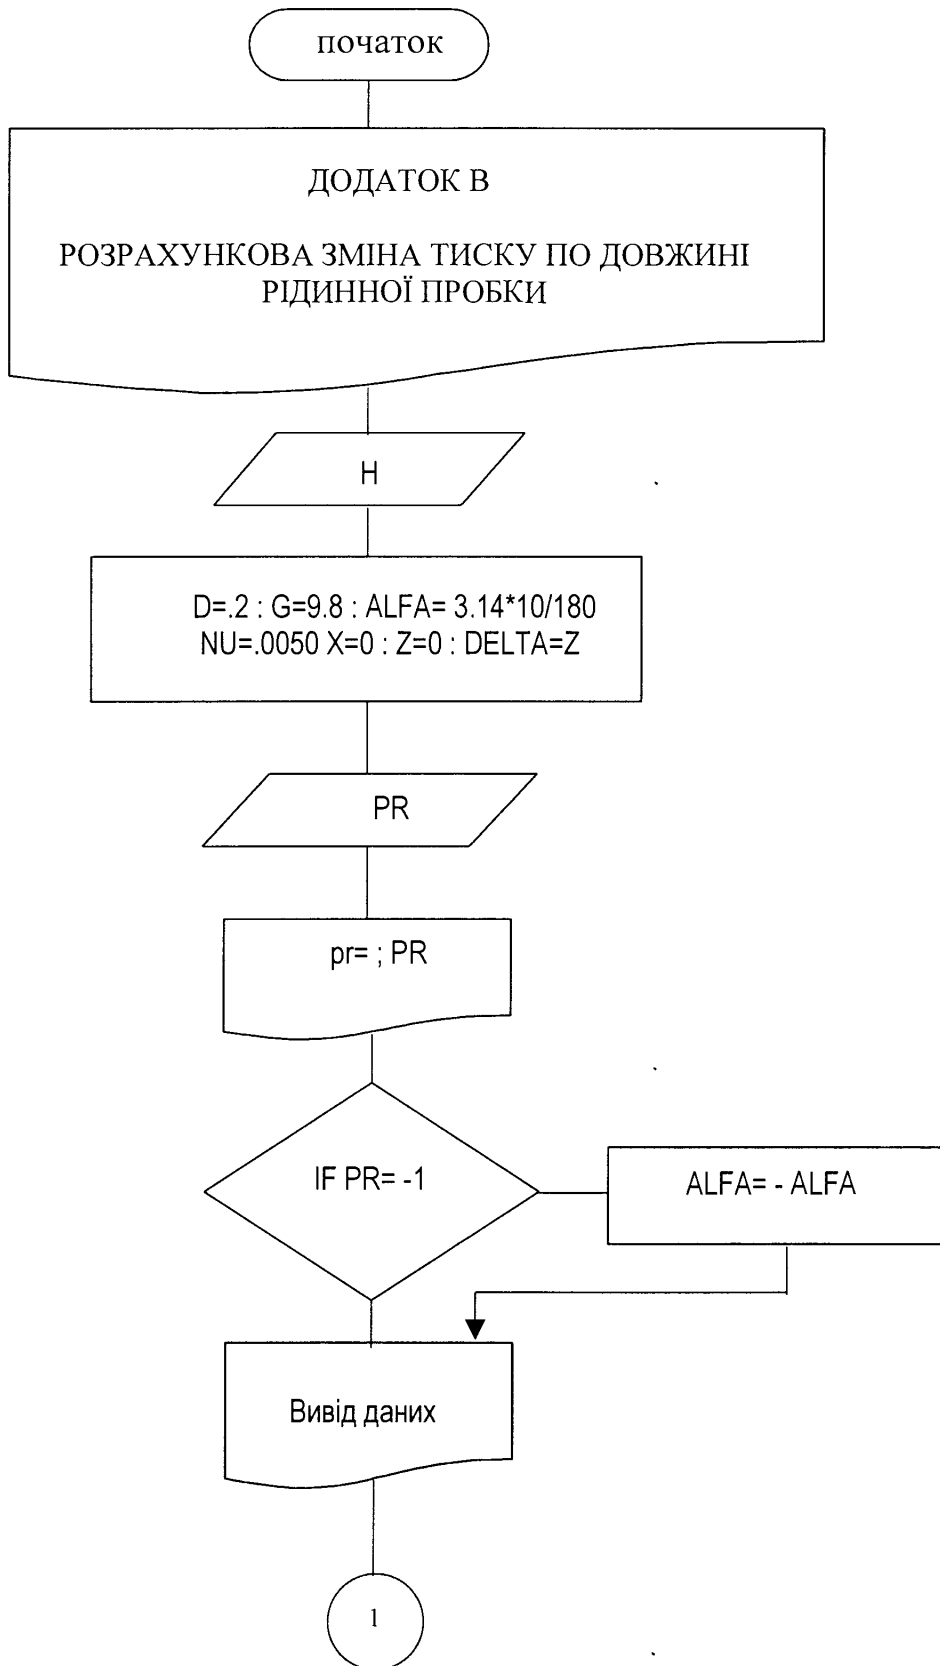 початок
ДОДАТОК В
РОЗРАХУНКОВА ЗМІНА ТИСКУ ПО ДОВЖИНІ
РІДИННОЇ ПРОБКИ
H
D=.2 : G=9.8 : ALFA= 3.14*10/180
NU=.0050 X=0 : Z=0 : DELTA=Z
PR
pr= ; PR
IF PR= -1
ALFA= - ALFA
Вивід даних
1